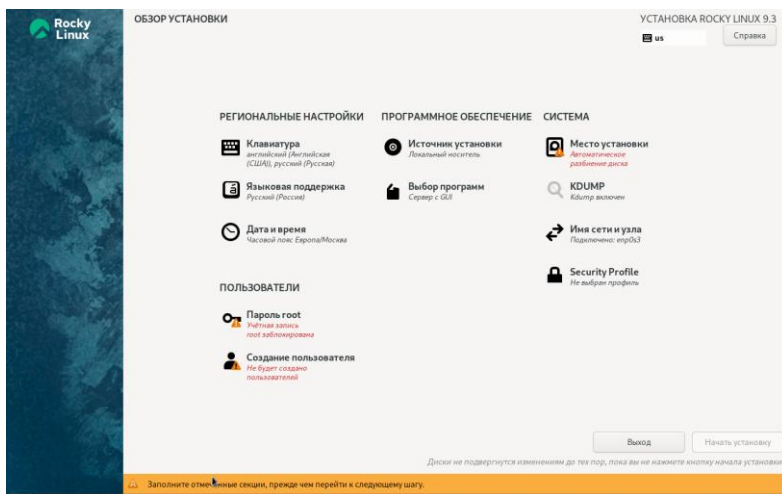 Rocky
Linux
ОБЗОР УСТАНОВКИ
УСТАНОВКА ROCKY LINUX 9.3
us
Справка
РЕГИОНАЛЬНЫЕ НАСТРОЙКИ
Клавиатура
английский (Английская
(США)), русский (Русская)
Языковая поддержка
Русский (Россия)
Дата и время
Часовой пояс Европа/Москва
ПРОГРАММНОЕ ОБЕСПЕЧЕНИЕ
Источник установки
Локальный носитель
Выбор программ
Сервер с GUI
СИСТЕМА
Место установки
Автоматическое
разбиение диска
KDUMP
Kdump включен
Имя сети и узла
Подключено: enp0s3
Security Profile
Не выбран профиль
ПОЛЬЗОВАТЕЛИ
Пароль root
Учётная запись
root заблокирована
Создание пользователя
Не будет создано
пользователей
Выход
Начать установку
Диски не подвергнутся изменениям до тех пор, пока вы не нажмете кнопку начала установки
Заполните отмеченные секции, прежде чем перейти к следующему шагу.